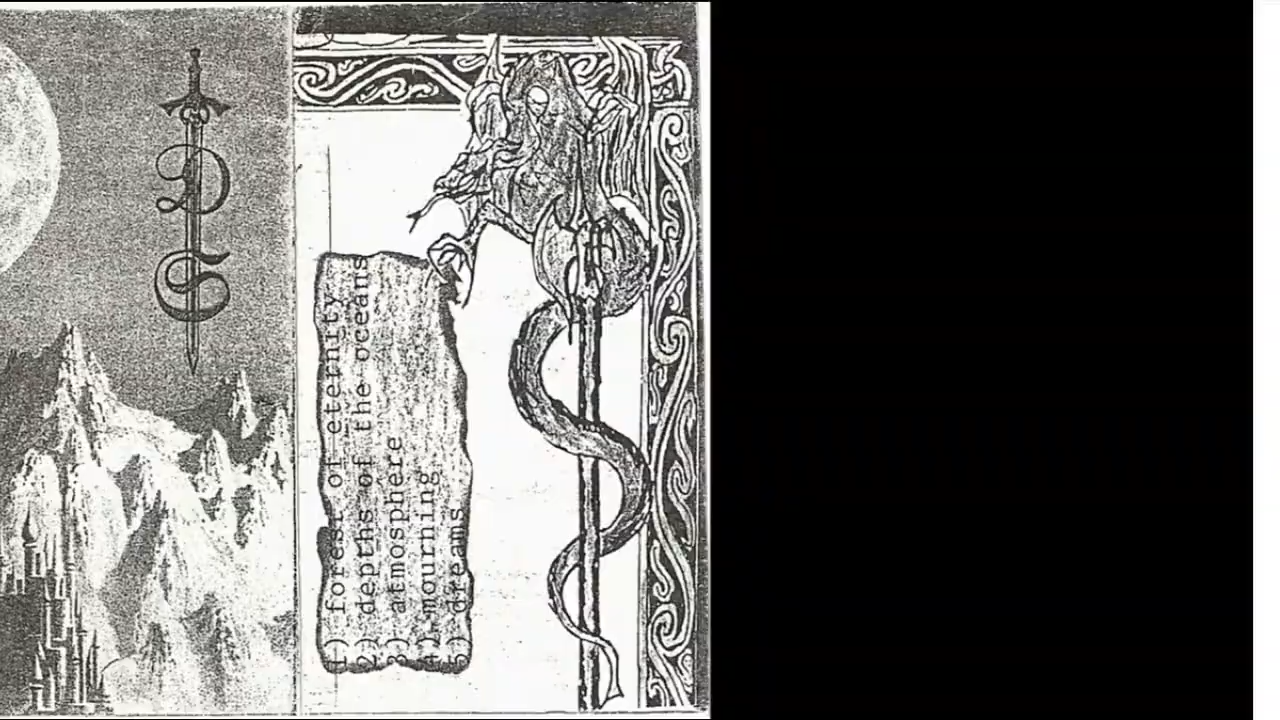 D
S
1) forest of eternity
2) depths of the oceans
3) atmosphere
4) mourning
5) dreams